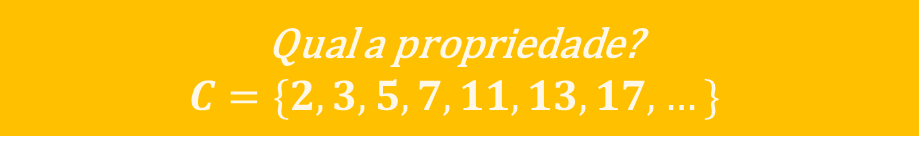 Qual a propriedade?
C = {2, 3, 5, 7, 11, 13, 17, ... }